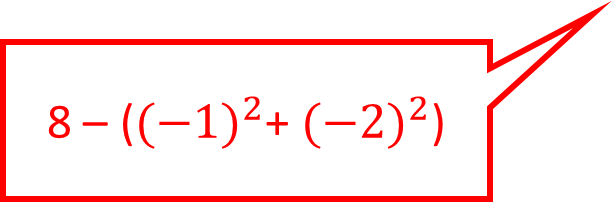 8 – ((−1)²+ (−2)²)